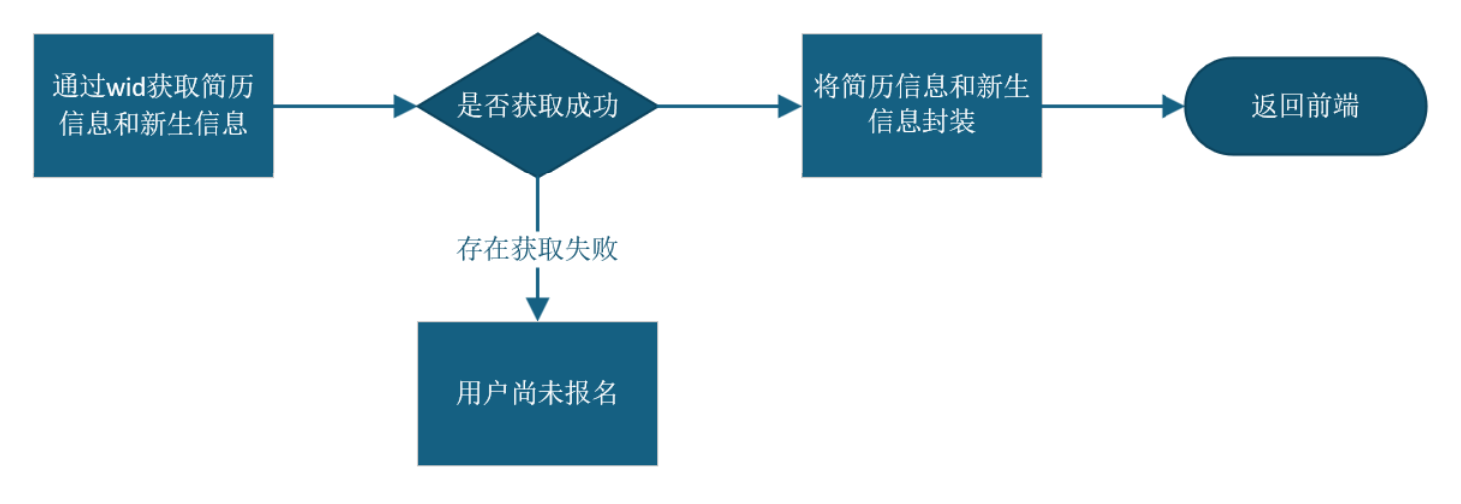 通过wid获取简历
信息和新生信息
是否获取成功
将简历信息和新生
信息封装
返回前端
存在获取失败
用户尚未报名